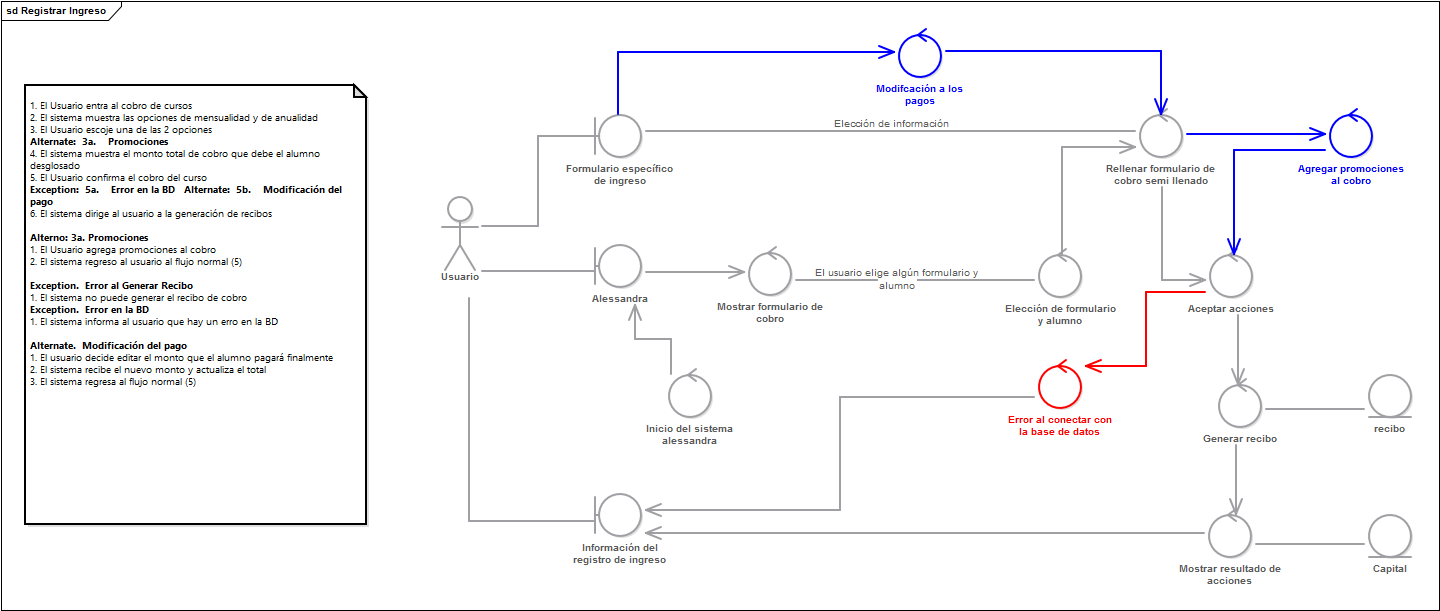 sd Registrar Ingreso
1. El Usuario entra al cobro de cursos
2. El sistema muestra las opciones de mensualidad y de anualidad
3. El Usuario escoje una de las 2 opciones
Alternate: 3a. Promociones
4. El sistema muestra el monto total de cobro que debe el alumno
desglosado
5. El Usuario confirma el cobro del curso
Exception: 5a. Error en la BD Alternate: 5b. Modificación del
pago
6. El sistema dirige al usuario a la generación de recibos
Alterno: 3a. Promociones
1. El Usuario agrega promociones al cobro
2. El sistema regreso al usuario al flujo normal (5)
Exception. Error al Generar Recibo
1. El sistema no puede generar el recibo de cobro
Exception. Error en la BD
1. El sistema informa al usuario que hay un erro en la BD
Alternate. Modificación del pago
1. El usuario decide editar el monto que el alumno pagará finalmente
2. El sistema recibe el nuevo monto y actualiza el total
3. El sistema regresa al flujo normal (5)
Modifcación a los
pagos
Elección de información
Formulario específico
de ingreso
Rellenar formulario de
cobro semi llenado
Agregar promociones
al cobro
Usuario
Alessandra
Mostrar formulario de
cobro
El usuario elige algún formulario y
alumno
Elección de formulario
y alumno
Aceptar acciones
Inicio del sistema
alessandra
Error al conectar con
la base de datos
Generar recibo
recibo
Información del
registro de ingreso
Mostrar resultado de
acciones
Capital